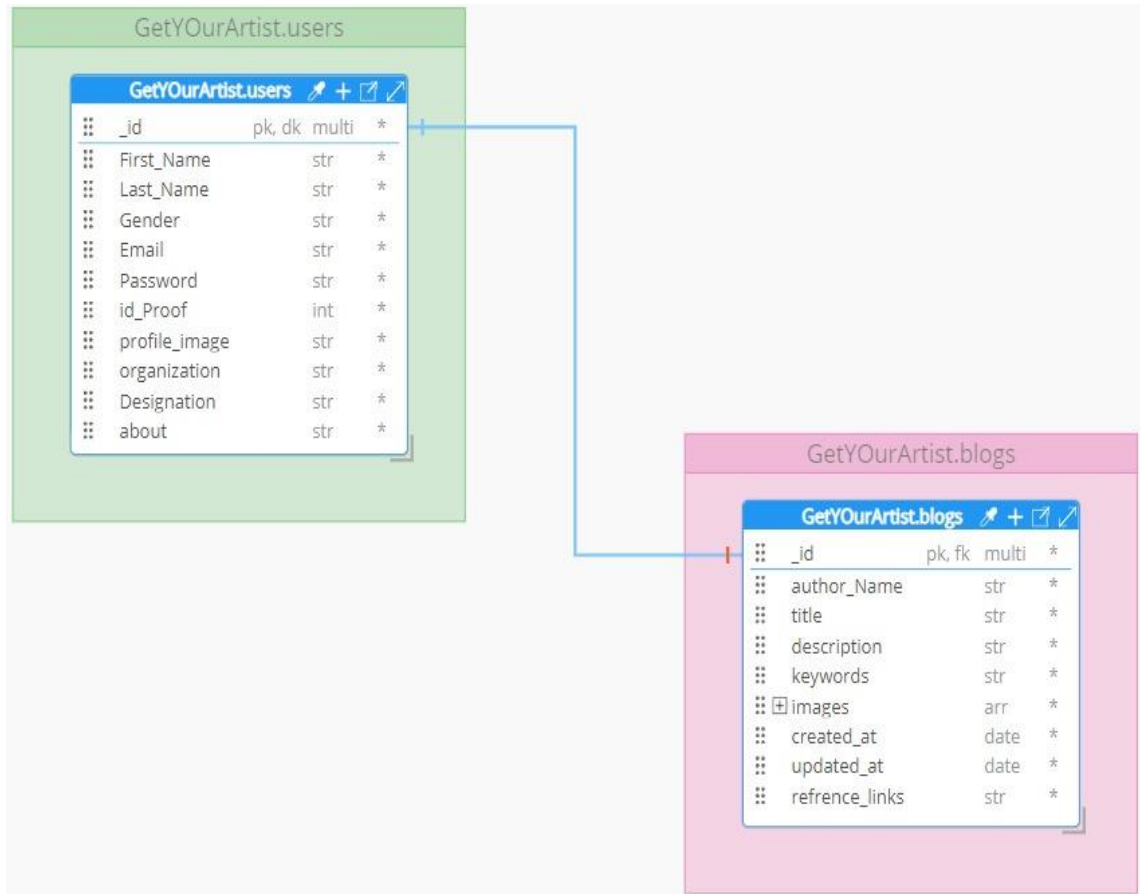 GetYOurArtist.users
GetYOurArtist.users
_id pk, dk multi *
First_Name str *
Last_Name str *
Gender str *
Email str *
Password str *
id_Proof int *
profile_image str *
organization str *
Designation str *
about str *
GetYOurArtist.blogs
GetYOurArtist.blogs
_id pk, fk multi *
author_Name str *
title str *
description str *
keywords str *
images arr *
created_at date *
updated_at date *
refrence_links str *